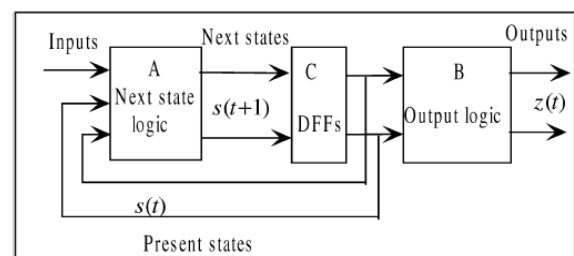 Inputs
Next states
Outputs
A
Next state
logic
s(t+1)
C
DFFs
B
Output logic
z(t)
s(t)
Present states